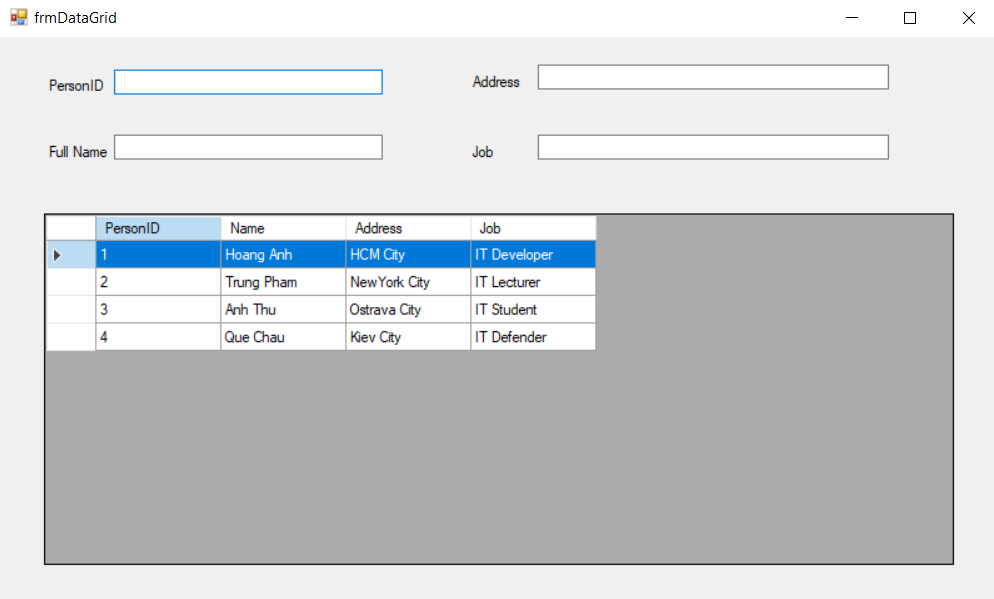 frmDataGrid
PersonID
Address
Full Name
Job
PersonID Name Address Job
1 Hoang Anh HCM City IT Developer
2 Trung Pham NewYork City IT Lecturer
3 Anh Thu Ostrava City IT Student
4 Que Chau Kiev City IT Defender